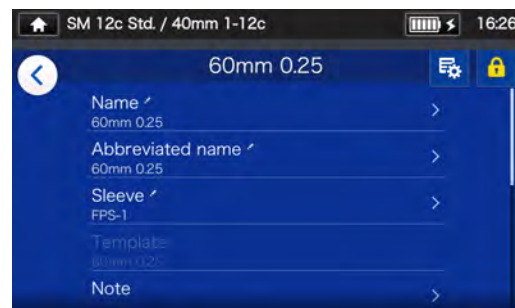 SM 12c Std. / 40mm 1-12c
16:26
60mm 0.25
Name
60mm 0.25
Abbreviated name
60mm 0.25
Sleeve
FPS-1
Template
60mm 0.25
Note